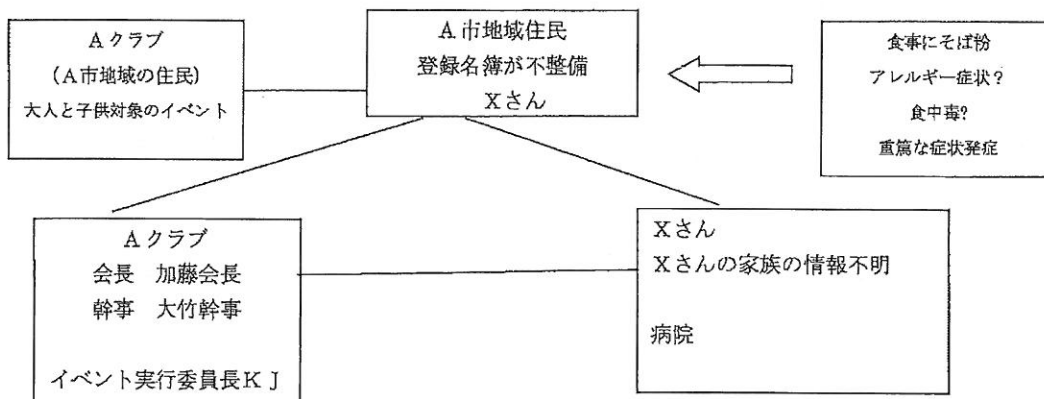 Aクラブ
(A市地域の住民)
大人と子供対象のイベント
A市地域住民
登録名簿が不整備
Xさん
食事にそば粉
アレルギー症状?
食中毒?
重篤な症状発症
Aクラブ
会長 加藤会長
幹事 大竹幹事
イベント実行委員長KJ
Xさん
Xさんの家族の情報不明
病院